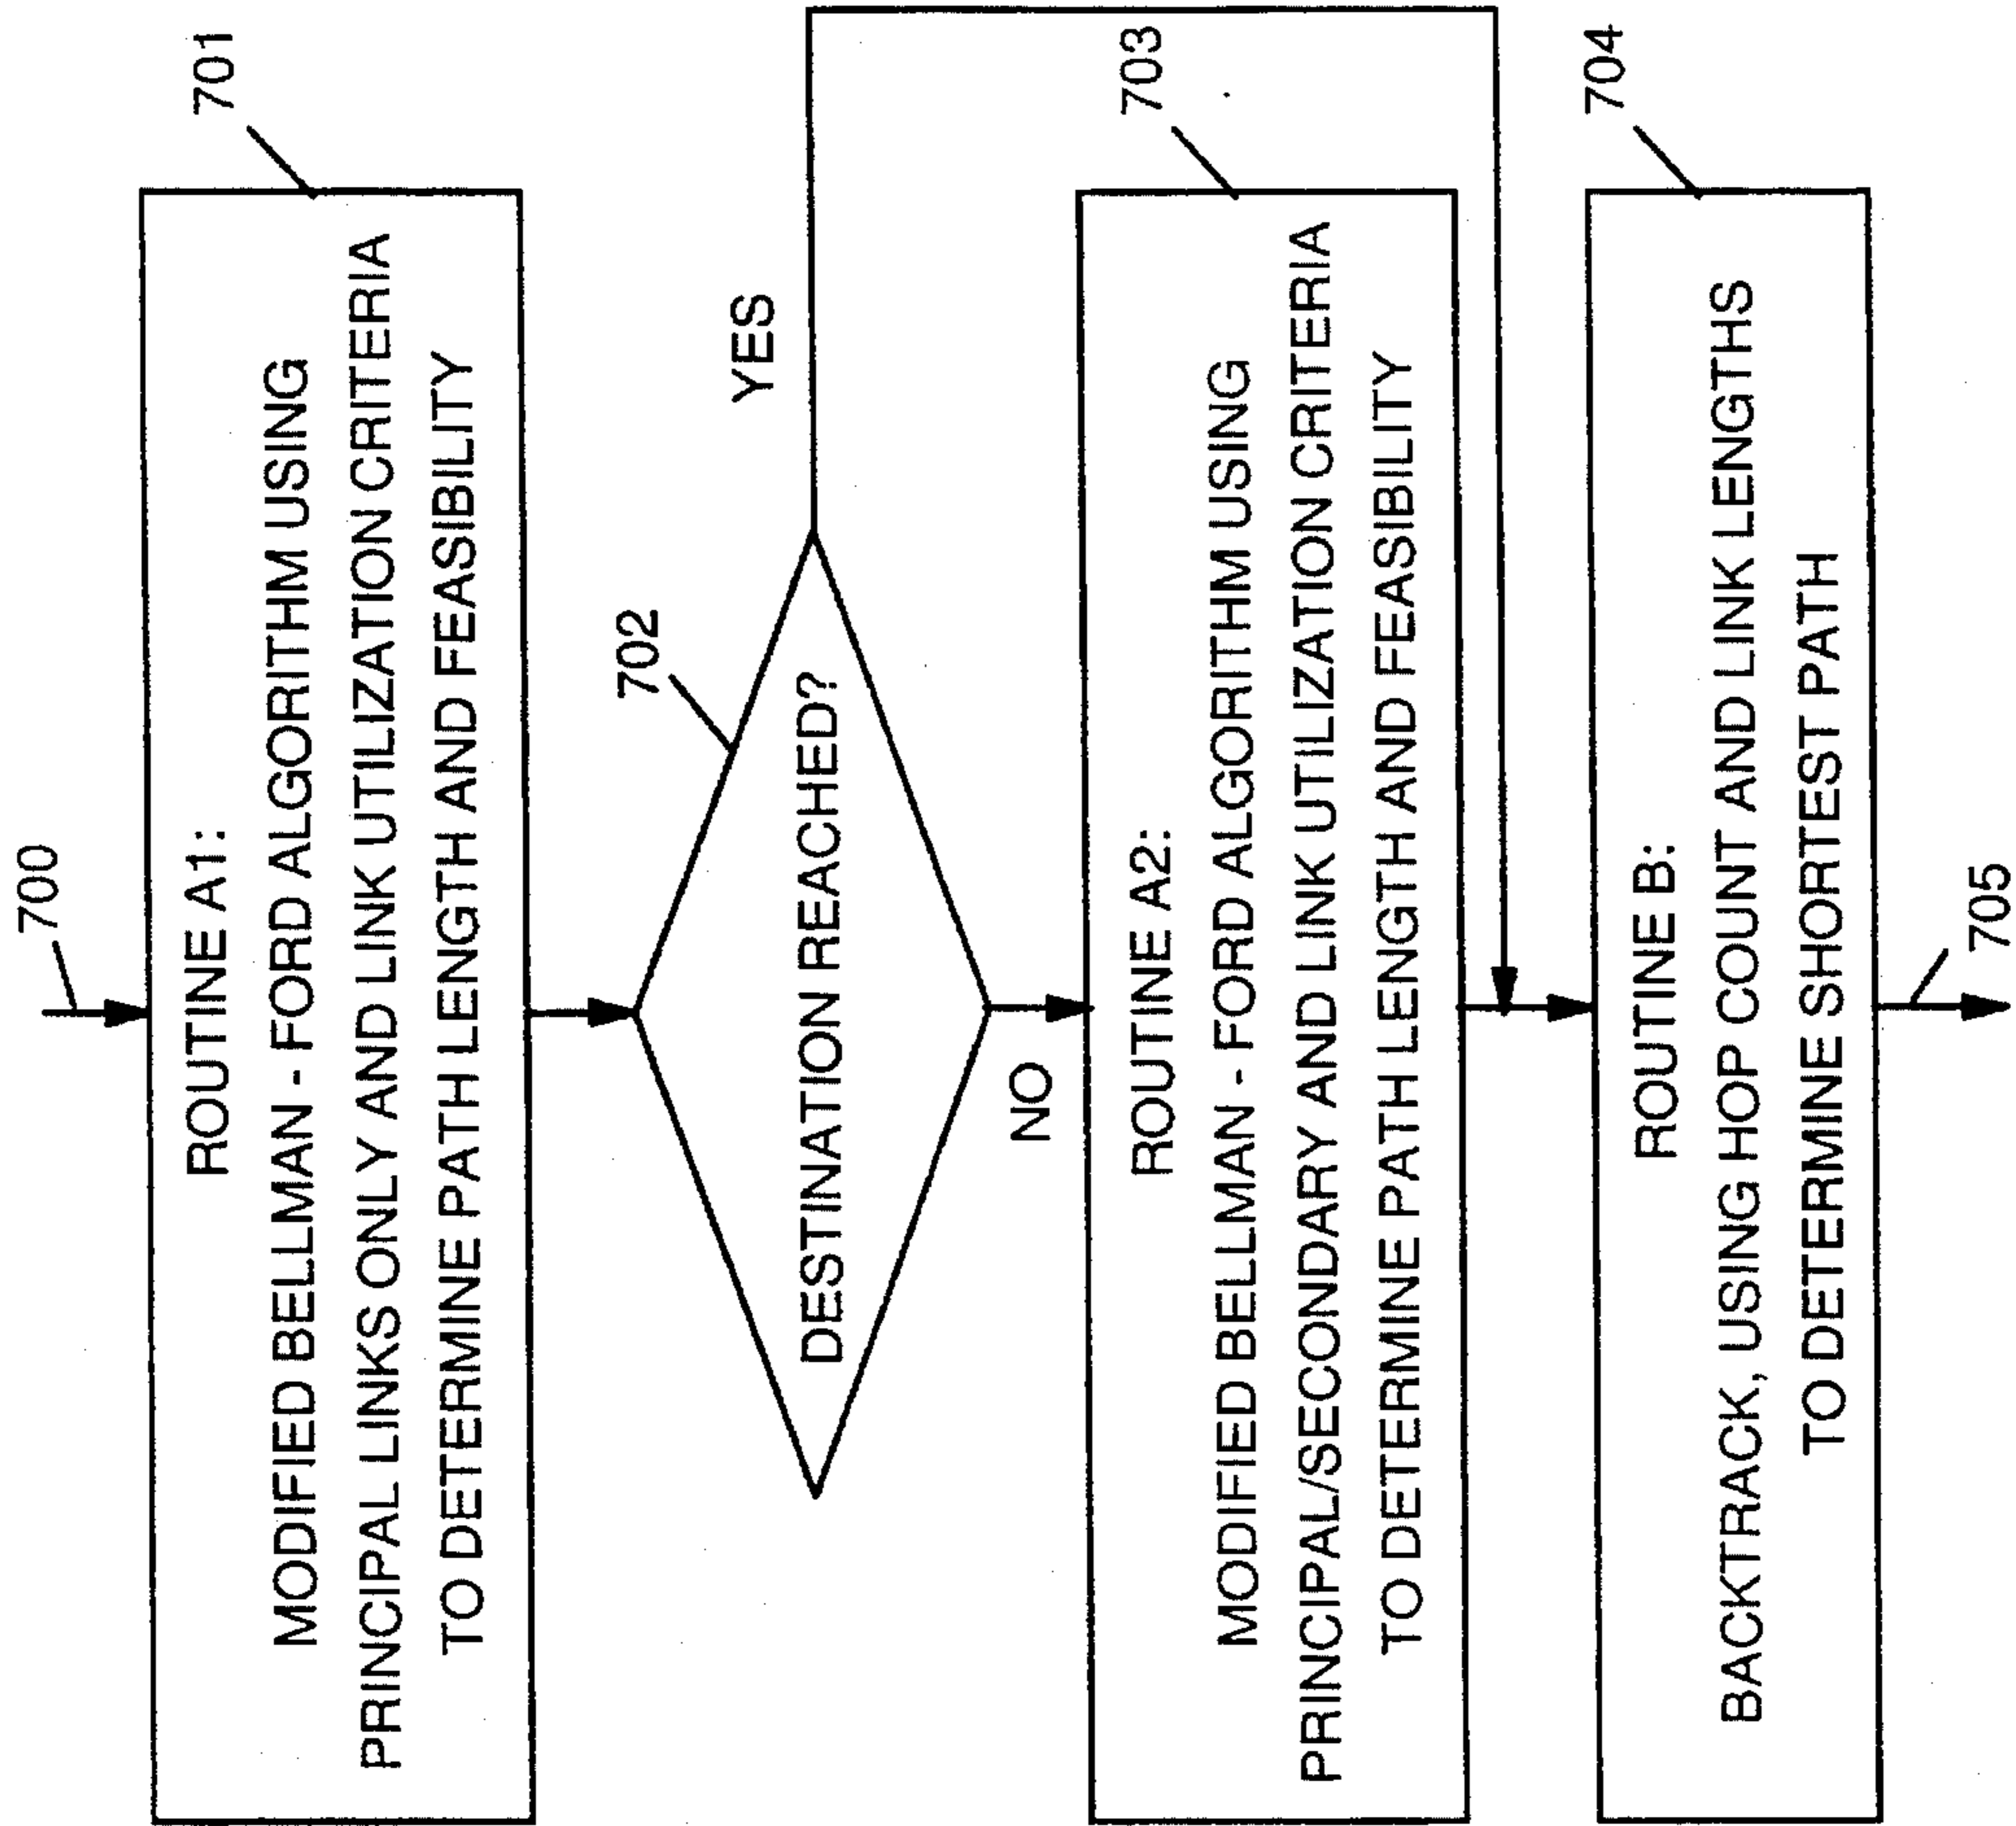 700
701
ROUTINE A1:
MODIFIED BELLMAN - FORD ALGORITHM USING
PRINCIPAL LINKS ONLY AND LINK UTILIZATION CRITERIA
TO DETERMINE PATH LENGTH AND FEASIBILITY
702
DESTINATION REACHED?
YES
NO
703
ROUTINE A2:
MODIFIED BELLMAN - FORD ALGORITHM USING
PRINCIPAL/SECONDARY AND LINK UTILIZATION CRITERIA
TO DETERMINE PATH LENGTH AND FEASIBILITY
704
ROUTINE B:
BACKTRACK, USING HOP COUNT AND LINK LENGTHS
TO DETERMINE SHORTEST PATH
705